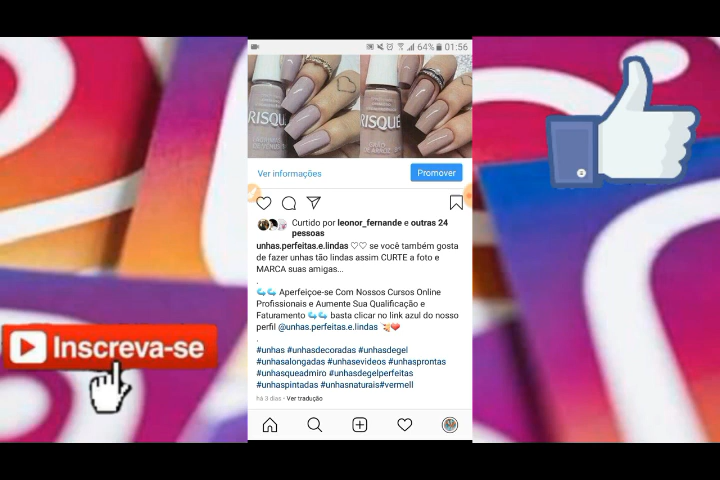 64% 01:56
RISQUÉ RISQUÉ
Ver informações Promover
Curtido por leonor_fernande e outras 24
pessoas
unhas.perfeitas.e.lindas ♡♡ se você também gosta
de fazer unhas tão lindas assim CURTE a foto e
MARCA suas amigas...
.
Aperfeiçoe-se Com Nossos Cursos Online
Profissionais e Aumente Sua Qualificação e
Faturamento basta clicar no link azul do nosso
perfil @unhas.perfeitas.e.lindas
.
#unhas #unhasdecoradas #unhasdegel
#unhasalongadas #unhasevideos #unhasprontas
#unhasqueadmiro #unhasdegelperfeitas
#unhaspintadas #unhasnaturais#vermell
há 3 dias · Ver tradução
Inscreva-se